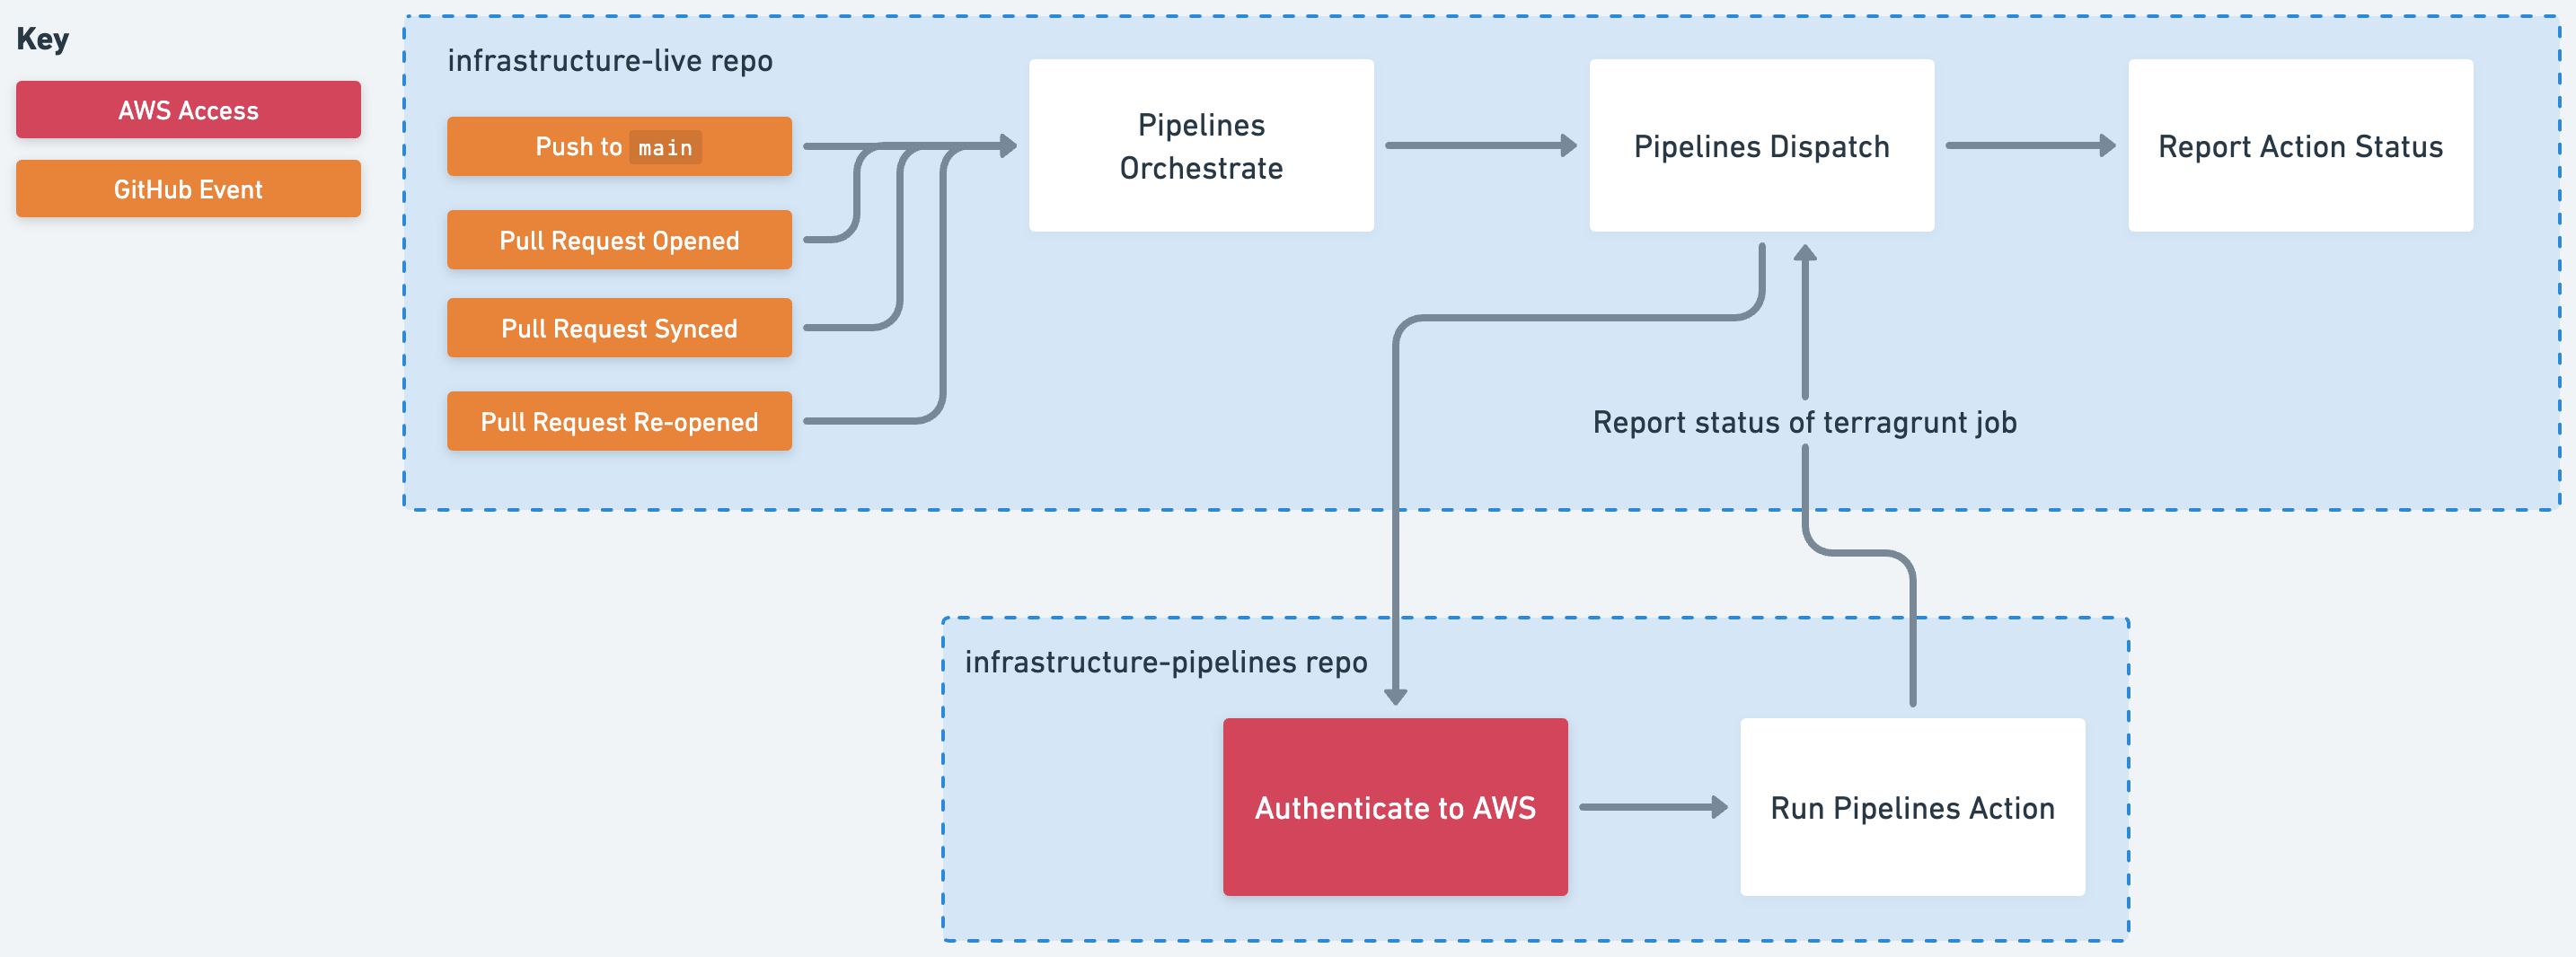 Key
AWS Access
GitHub Event
infrastructure-live repo
Push to main
Pull Request Opened
Pull Request Synced
Pull Request Re-opened
Pipelines
Orchestrate
Pipelines Dispatch
Report Action Status
Report status of terragrunt job
infrastructure-pipelines repo
Authenticate to AWS
Run Pipelines Action